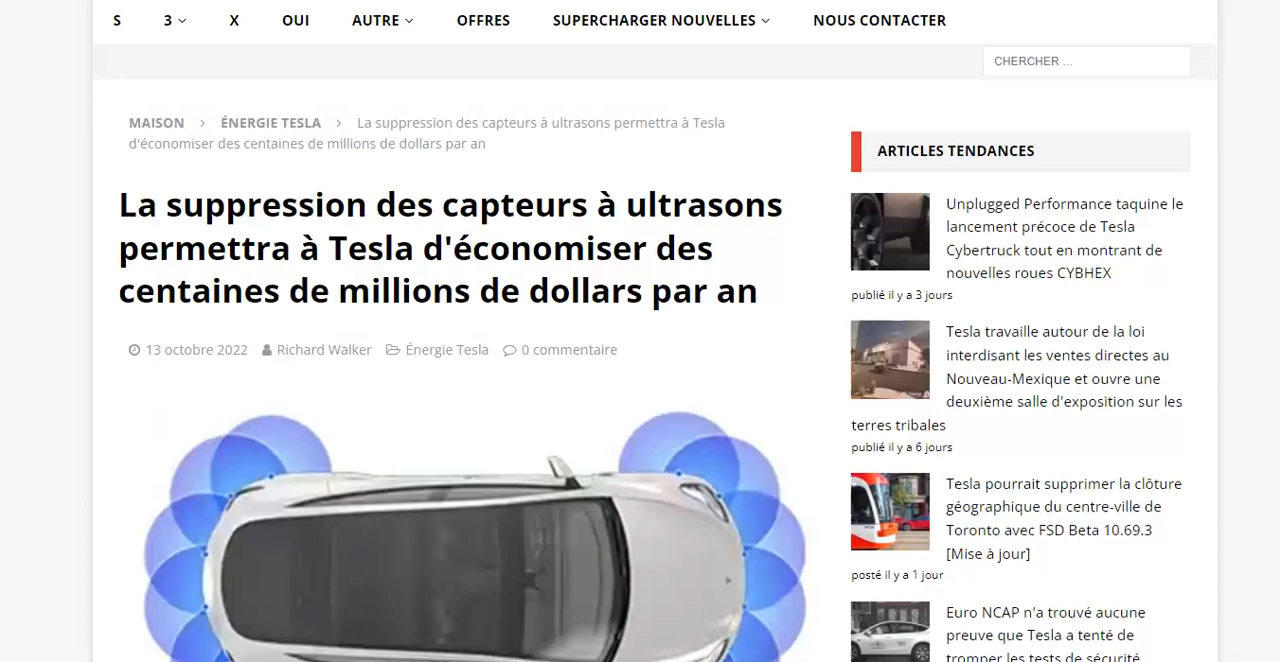 S 3 X OUI AUTRE OFFRES SUPERCHARGER NOUVELLES NOUS CONTACTER
CHERCHER ...
MAISON > ÉNERGIE TESLA > La suppression des capteurs à ultrasons permettra à Tesla
d'économiser des centaines de millions de dollars par an
La suppression des capteurs à ultrasons
permettra à Tesla d'économiser des
centaines de millions de dollars par an
13 octobre 2022 Richard Walker Énergie Tesla 0 commentaire
ARTICLES TENDANCES
Unplugged Performance taquine le
lancement précoce de Tesla
Cybertruck tout en montrant de
nouvelles roues CYBHEX
publié il y a 3 jours
Tesla travaille autour de la loi
interdisant les ventes directes au
Nouveau-Mexique et ouvre une
deuxième salle d'exposition sur les
terres tribales
publié il y a 6 jours
Tesla pourrait supprimer la clôture
géographique du centre-ville de
Toronto avec FSD Beta 10.69.3
[Mise à jour]
posté il y a 1 jour
Euro NCAP n'a trouvé aucune
preuve que Tesla a tenté de
tromper les tests de sécurité